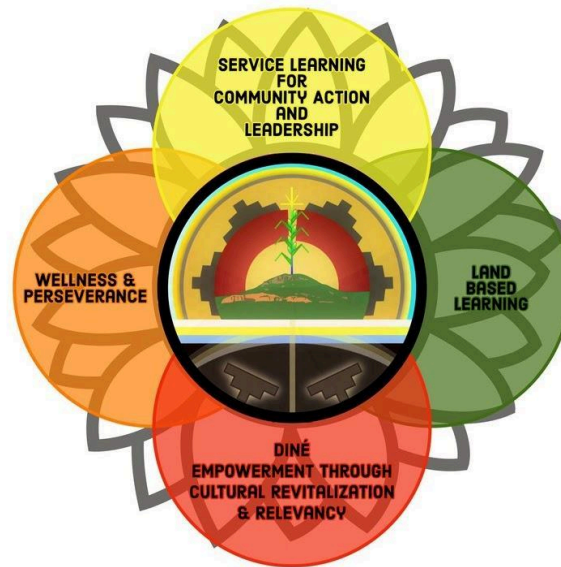 SERVICE LEARNING
FOR
COMMUNITY ACTION
AND
LEADERSHIP
WELLNESS &
PERSEVERANCE
LAND
BASED
LEARNING
DINÉ
EMPOWERMENT THROUGH
CULTURAL REVITALIZATION
& RELEVANCY